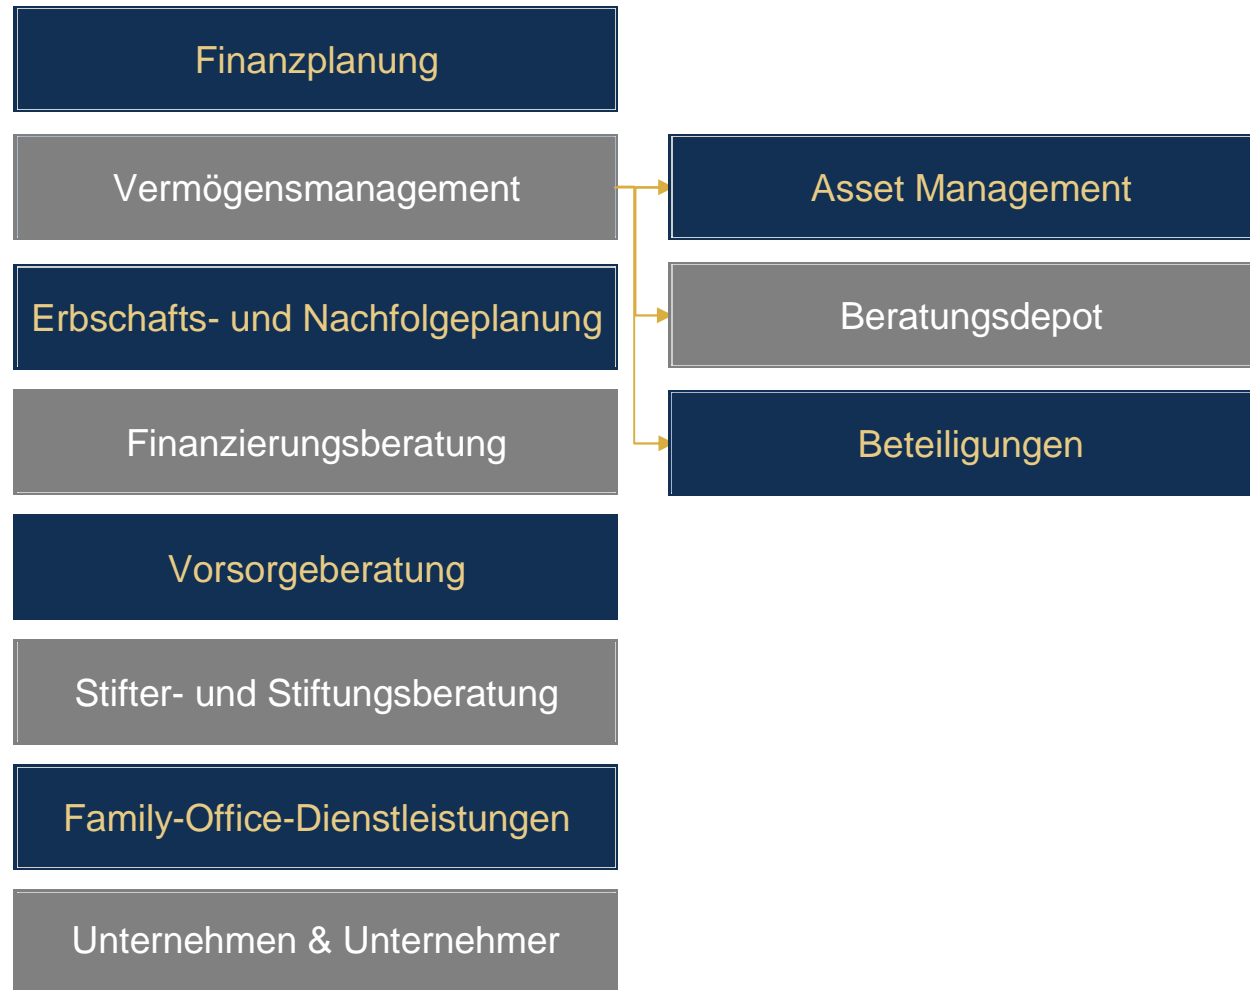 Finanzplanung
Vermögensmanagement
Asset Management
Erbschafts- und Nachfolgeplanung
Beratungsdepot
Finanzierungsberatung
Beteiligungen
Vorsorgeberatung
Stifter- und Stiftungsberatung
Family-Office-Dienstleistungen
Unternehmen & Unternehmer